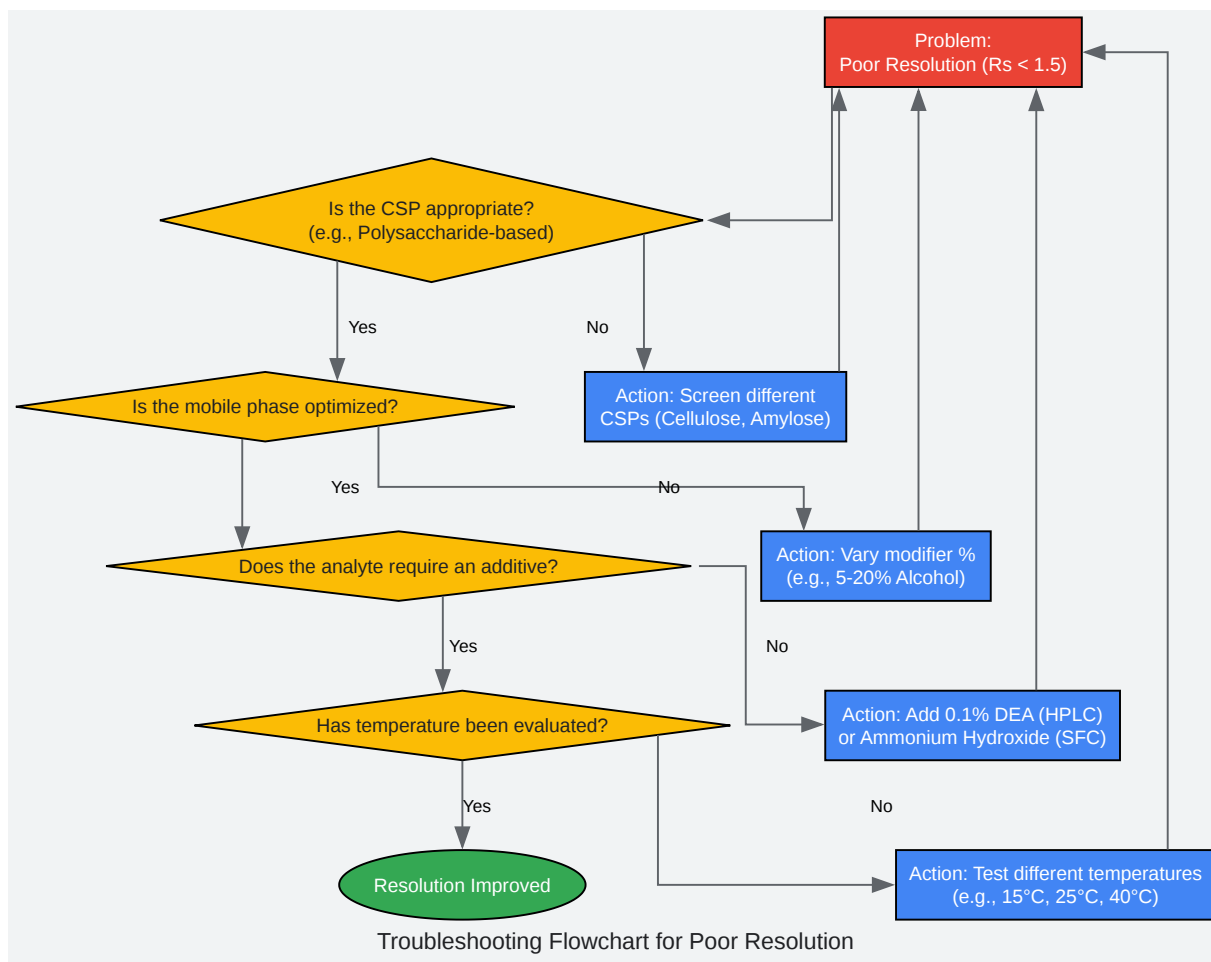 Problem:
Poor Resolution (Rs < 1.5)
Is the CSP appropriate?
(e.g., Polysaccharide-based)
Yes
No
Action: Screen different
CSPs (Cellulose, Amylose)
Is the mobile phase optimized?
Yes
No
Action: Vary modifier %
(e.g., 5-20% Alcohol)
Does the analyte require an additive?
Yes
No
Action: Add 0.1% DEA (HPLC)
or Ammonium Hydroxide (SFC)
Has temperature been evaluated?
Yes
No
Action: Test different temperatures
(e.g., 15°C, 25°C, 40°C)
Resolution Improved
Troubleshooting Flowchart for Poor Resolution